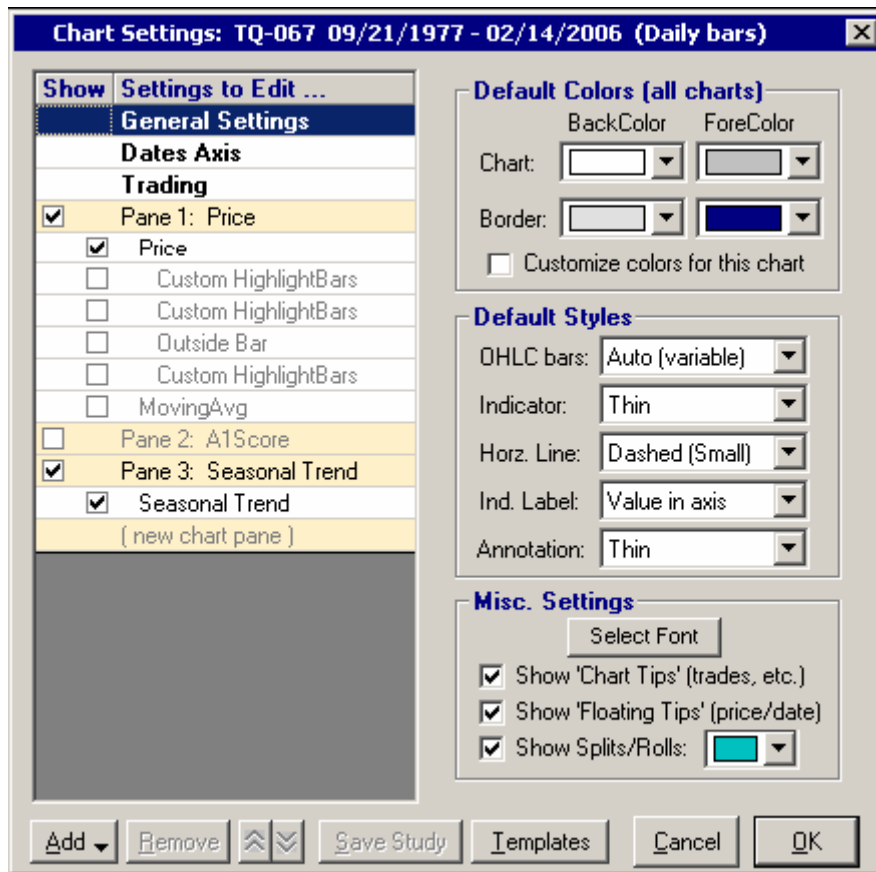 Chart Settings: TQ-067 09/21/1977 - 02/14/2006 (Daily bars)
Show Settings to Edit ...
General Settings
Dates Axis
Trading
Pane 1: Price
Price
Custom HighlightBars
Custom HighlightBars
Outside Bar
Custom HighlightBars
MovingAvg
Pane 2: A1Score
Pane 3: Seasonal Trend
Seasonal Trend
( new chart pane )
Default Colors (all charts)
BackColor ForeColor
Chart:
Border:
Customize colors for this chart
Default Styles
OHLC bars: Auto (variable)
Indicator: Thin
Horz. Line: Dashed (Small)
Ind. Label: Value in axis
Annotation: Thin
Misc. Settings
Select Font
Show 'Chart Tips' (trades, etc.)
Show 'Floating Tips' (price/date)
Show Splits/Rolls:
Add Remove Save Study Templates Cancel OK